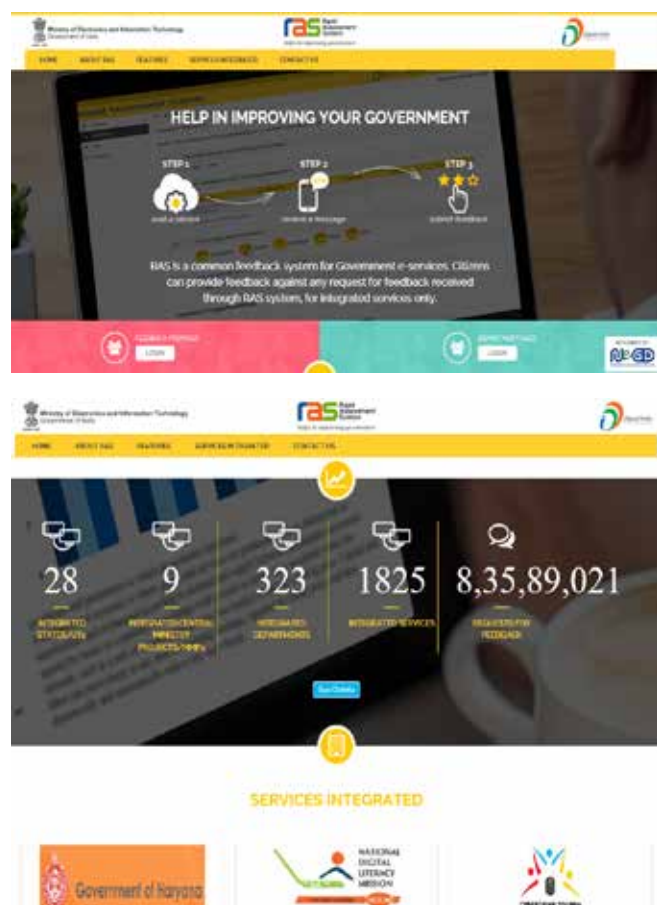 Ministry of Electronics and Information Technology
Government of India
ras Rapid Assessment System
HOME ABOUT RAS FEATURES SERVICES INTEGRATED CONTACT US
HELP IN IMPROVING YOUR GOVERNMENT
STEP 1 STEP 2 STEP 3
avail a service receive a message submit feedback
RAS is a common feedback system for Government e-services. Citizens
can provide feedback against any request for feedback received
through RAS system, for integrated services only.
LOGIN LOGIN
NeGD
Ministry of Electronics and Information Technology
Government of India
ras Rapid Assessment System
HOME ABOUT RAS FEATURES SERVICES INTEGRATED CONTACT US
28 9 323 1825 8,35,89,021
INTEGRATED STATES/UTs
INTEGRATED CENTRAL MINISTRY PROJECTS/MMPs
INTEGRATED DEPARTMENTS
INTEGRATED SERVICES
REQUESTS FOR FEEDBACK
SERVICES INTEGRATED
Government of Haryana
NATIONAL
DIGITAL
LITERACY
MISSION